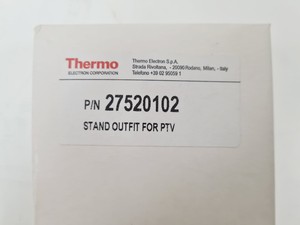 Thermo
ELECTRON CORPORATION
Thermo Electron S.p.A.
Strada Rivoltana, - 20090 Rodano, Milan, - Italy
Telefono +39 02 95059 1
P/N 27520102
STAND OUTFIT FOR PTV